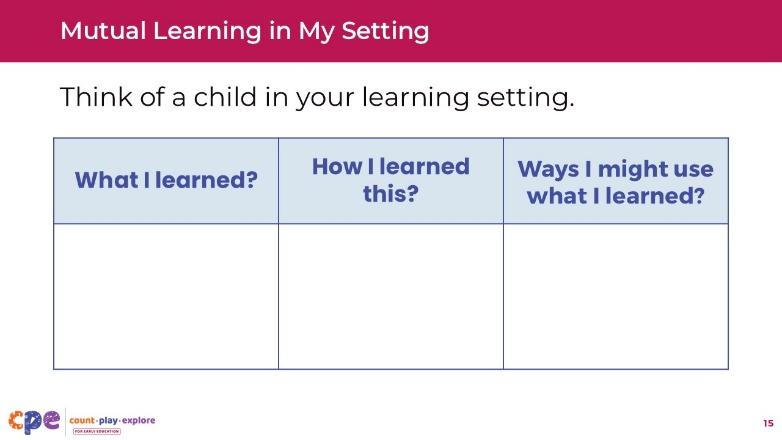 Mutual Learning in My Setting
Think of a child in your learning setting.
What I learned?
How I learned
this?
Ways I might use
what I learned?
cpe
count·play·explore
FOR EARLY EDUCATION
15